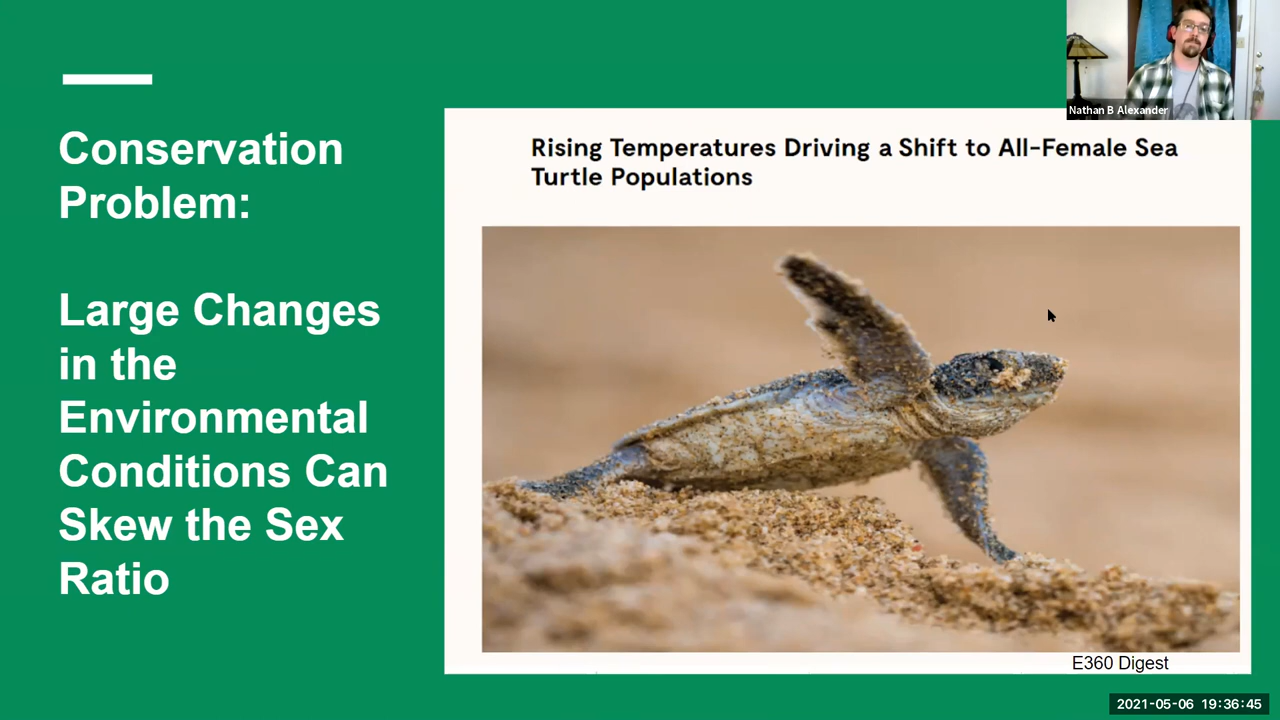 Conservation
Problem:
Large Changes
in the
Environmental
Conditions Can
Skew the Sex
Ratio
Rising Temperatures Driving a Shift to All-Female Sea
Turtle Populations
E360 Digest
Nathan B Alexander
2021-05-06 19:36:45